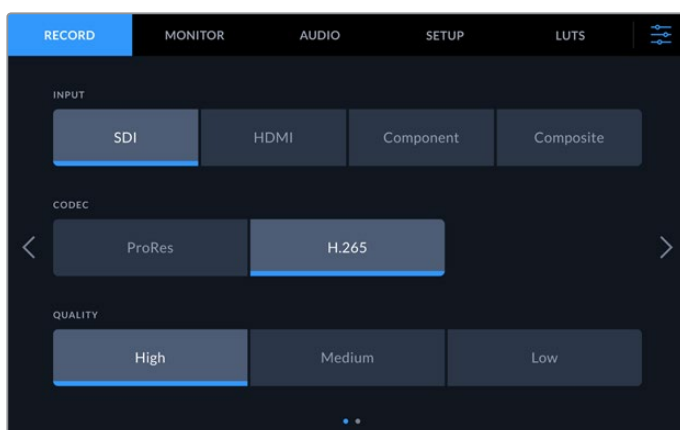 RECORD MONITOR AUDIO SETUP LUTS
INPUT
SDI HDMI Component Composite
CODEC
ProRes H.265
QUALITY
High Medium Low